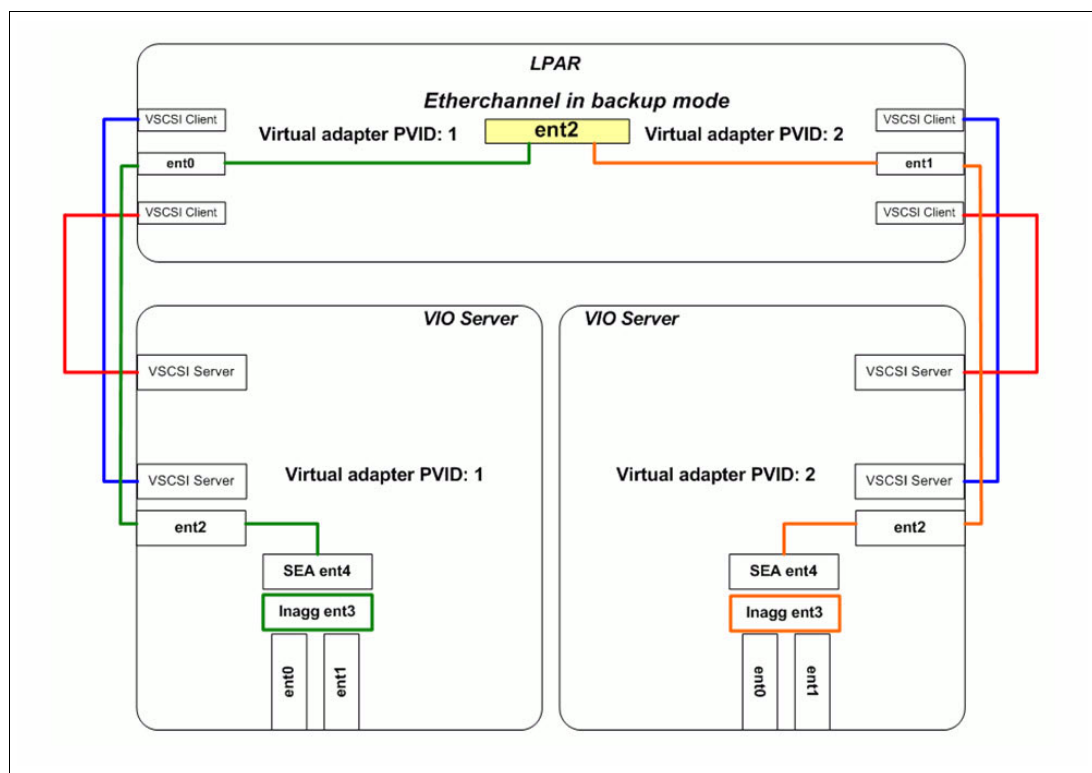 LPAR
Etherchannel in backup mode
VSCSI Client
Virtual adapter PVID: 1
ent2
Virtual adapter PVID: 2
VSCSI Client
ent0
ent1
VSCSI Client
VSCSI Client
VIO Server
VIO Server
VSCSI Server
VSCSI Server
VSCSI Server
Virtual adapter PVID: 1
Virtual adapter PVID: 2
VSCSI Server
ent2
ent2
SEA ent4
SEA ent4
lnagg ent3
lnagg ent3
ent0
ent1
ent0
ent1